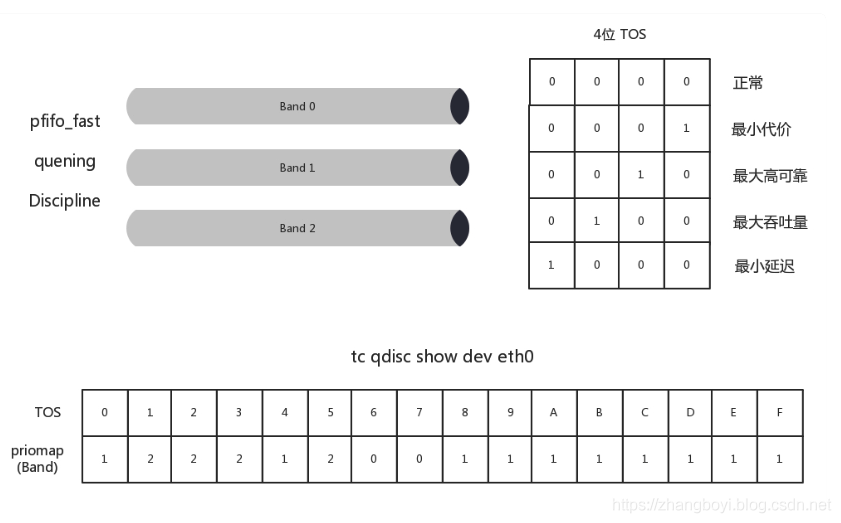 4位 TOS
pfifo_fast
quening
Discipline
Band 0
Band 1
Band 2
0 0 0 0 正常
0 0 0 1 最小代价
0 0 1 0 最大高可靠
0 1 0 0 最大吞吐量
1 0 0 0 最小延迟
tc qdisc show dev eth0
TOS 0 1 2 3 4 5 6 7 8 9 A B C D E F
priomap
(Band) 1 2 2 2 1 2 0 0 1 1 1 1 1 1 1 1
https://zhangboyi.blog.csdn.net